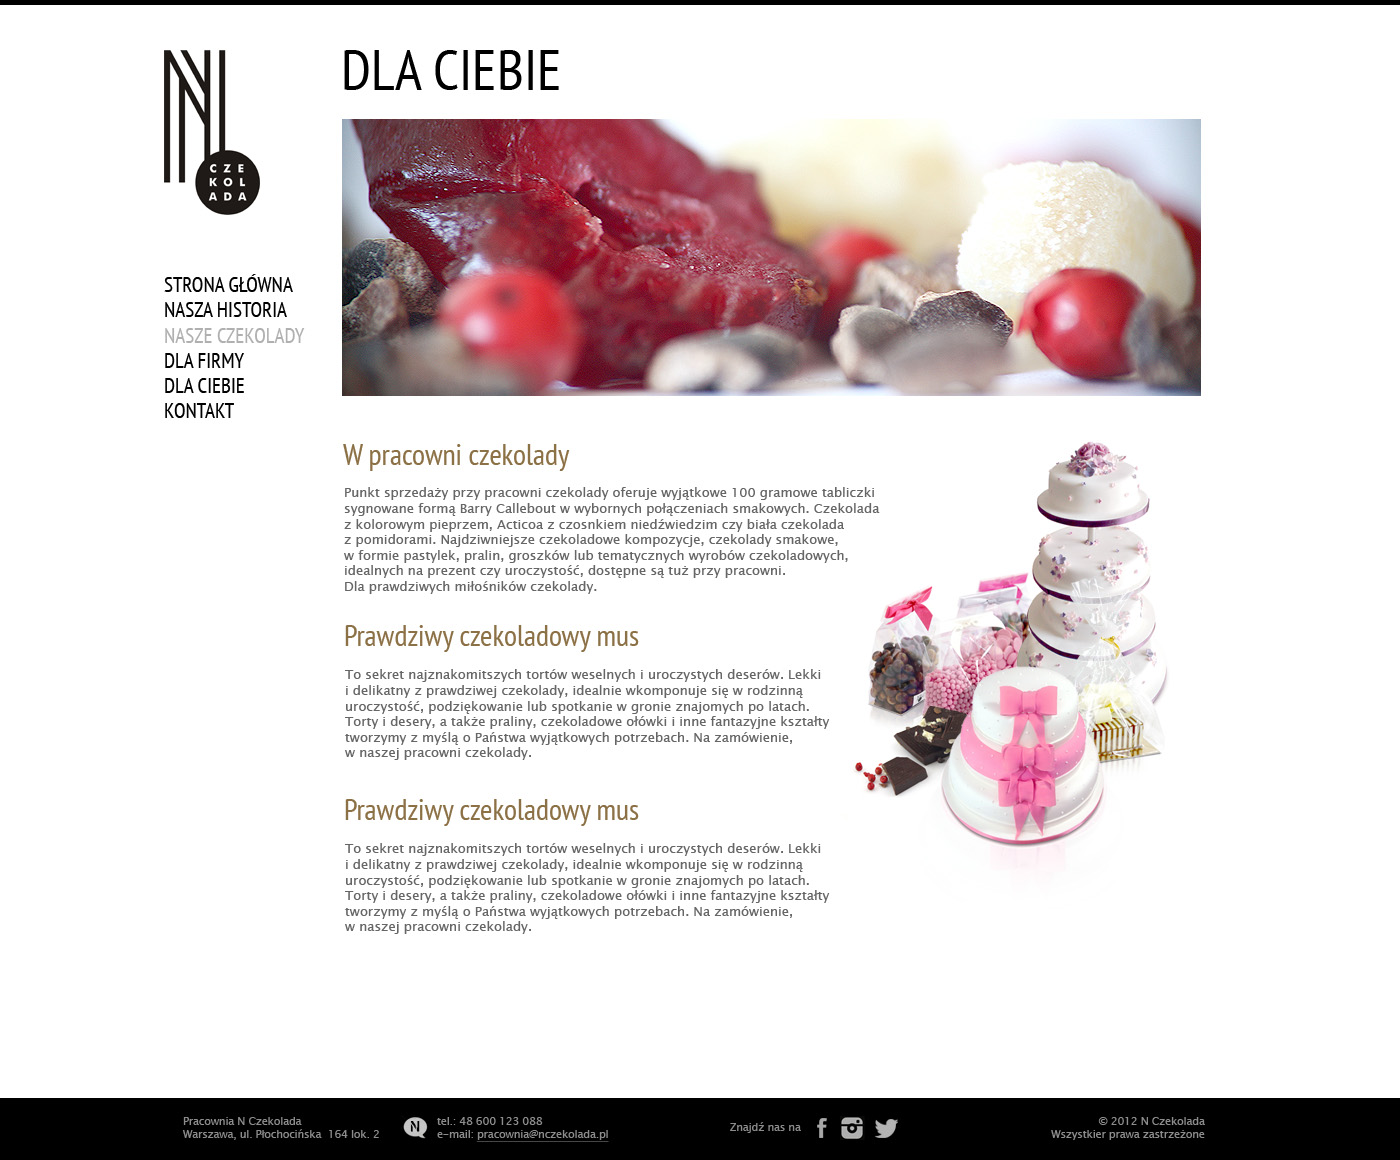 DLA CIEBIE
CZE
KOL
ADA
STRONA GŁÓWNA
NASZA HISTORIA
NASZE CZEKOLADY
DLA FIRMY
DLA CIEBIE
KONTAKT
W pracowni czekolady
Punkt sprzedaży przy pracowni czekolady oferuje wyjątkowe 100 gramowe tabliczki
sygnowane formą Barry Callebout w wybornych połączeniach smakowych. Czekolada
z kolorowym pieprzem, Acticoa z czosnkiem niedźwiedzim czy biała czekolada
z pomidorami. Najdziwniejsze czekoladowe kompozycje, czekolady smakowe,
w formie pastylek, pralin, groszków lub tematycznych wyrobów czekoladowych,
idealnych na prezent czy uroczystość, dostępne są tuż przy pracowni.
Dla prawdziwych miłośników czekolady.
Prawdziwy czekoladowy mus
To sekret najznakomitszych tortów weselnych i uroczystych deserów. Lekki
i delikatny z prawdziwej czekolady, idealnie wkomponuje się w rodzinną
uroczystość, podziękowanie lub spotkanie w gronie znajomych po latach.
Torty i desery, a także praliny, czekoladowe ołówki i inne fantazyjne kształty
tworzymy z myślą o Państwa wyjątkowych potrzebach. Na zamówienie,
w naszej pracowni czekolady.
Prawdziwy czekoladowy mus
To sekret najznakomitszych tortów weselnych i uroczystych deserów. Lekki
i delikatny z prawdziwej czekolady, idealnie wkomponuje się w rodzinną
uroczystość, podziękowanie lub spotkanie w gronie znajomych po latach.
Torty i desery, a także praliny, czekoladowe ołówki i inne fantazyjne kształty
tworzymy z myślą o Państwa wyjątkowych potrzebach. Na zamówienie,
w naszej pracowni czekolady.
Pracownia N Czekolada
Warszawa, ul. Płochocińska 164 lok. 2
N
tel.: 48 600 123 088
e-mail: pracownia@nczekolada.pl
Znajdź nas na
© 2012 N Czekolada
Wszystkier prawa zastrzeżone